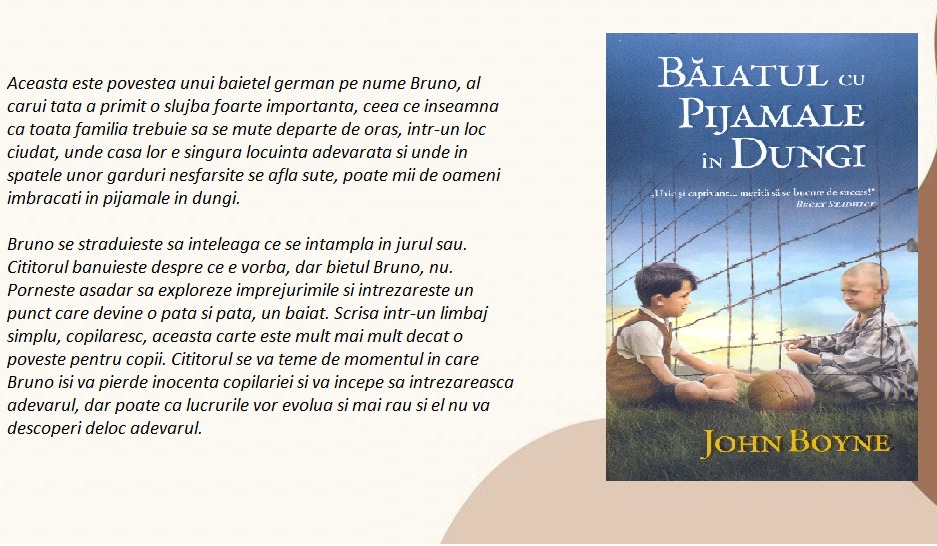 Aceasta este povestea unui baietel german pe nume Bruno, al
carui tata a primit o slujba foarte importanta, ceea ce inseamna
ca toata familia trebuie sa se mute departe de oras, intr-un loc
ciudat, unde casa lor e singura locuinta adevarata si unde in
spatele unor garduri nesfarsite se afla sute, poate mii de oameni
imbracati in pijamale in dungi.
Bruno se straduieste sa inteleaga ce se intampla in jurul sau.
Cititorul banuieste despre ce e vorba, dar bietul Bruno, nu.
Porneste asadar sa exploreze imprejurimile si intrezareste un
punct care devine o pata si pata, un baiat. Scrisa intr-un limbaj
simplu, copilaresc, aceasta carte este mult mai mult decat o
poveste pentru copii. Cititorul se va teme de momentul in care
Bruno isi va pierde inocenta copilariei si va incepe sa intrezareasca
adevarul, dar poate ca lucrurile vor evolua si mai rau si el nu va
descoperi deloc adevarul.
BĂIATUL CU
PIJAMALE
ÎN DUNGI
și captivant... merită să se bucure de succes!"
JOHN BOYNE